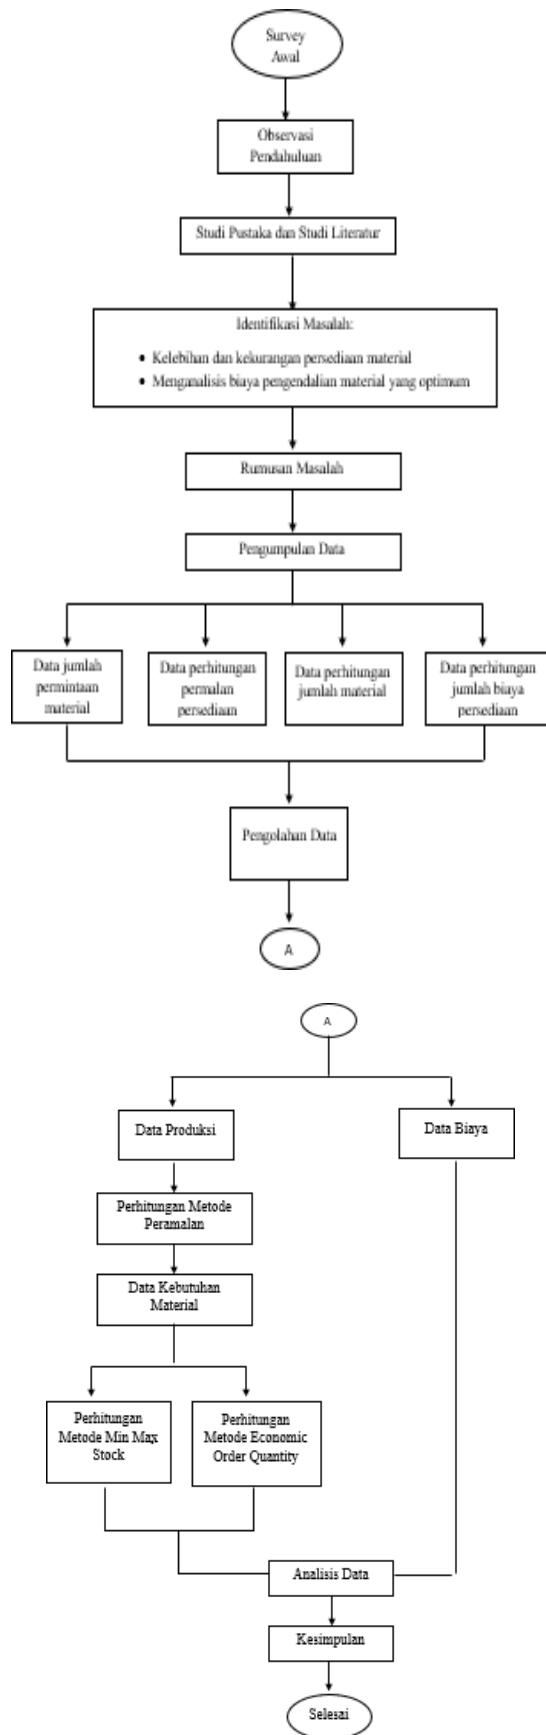 Survey
Awal
Observasi
Pendahuluan
Studi Pustaka dan Studi Literatur
Identifikasi Masalah:
• Kelebihan dan kekurangan persediaan material
• Menganalisis biaya pengendalian material yang optimum
Rumusan Masalah
Pengumpulan Data
Data jumlah
permintaan
material
Data perhitungan
permalan
persediaan
Data perhitungan
jumlah material
Data perhitungan
jumlah biaya
persediaan
Pengolahan Data
A
A
Data Produksi
Data Biaya
Perhitungan Metode
Peramalan
Data Kebutuhan
Material
Perhitungan
Metode Min Max
Stock
Perhitungan
Metode Economic
Order Quantity
Analisis Data
Kesimpulan
Selesai